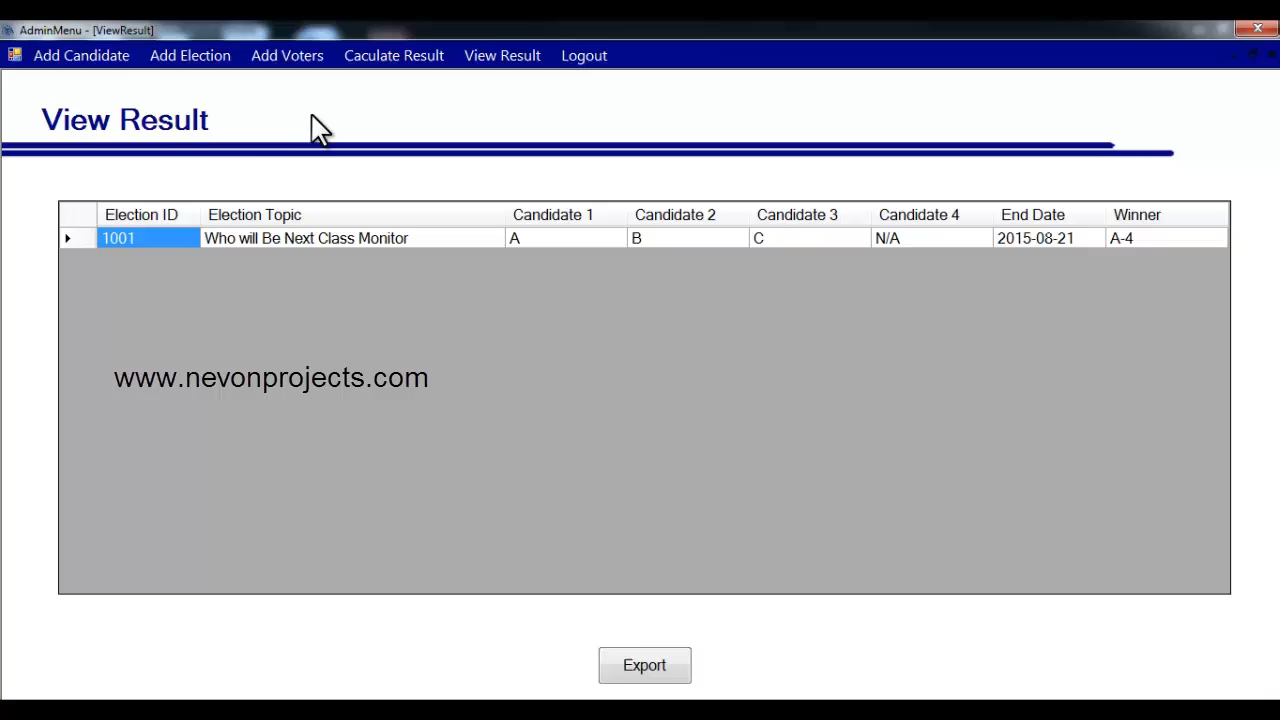 AdminMenu - [ViewResult]
Add Candidate Add Election Add Voters Caculate Result View Result Logout
View Result
Election ID Election Topic Candidate 1 Candidate 2 Candidate 3 Candidate 4 End Date Winner
1001 Who will Be Next Class Monitor A B C N/A 2015-08-21 A-4
www.nevonprojects.com
Export